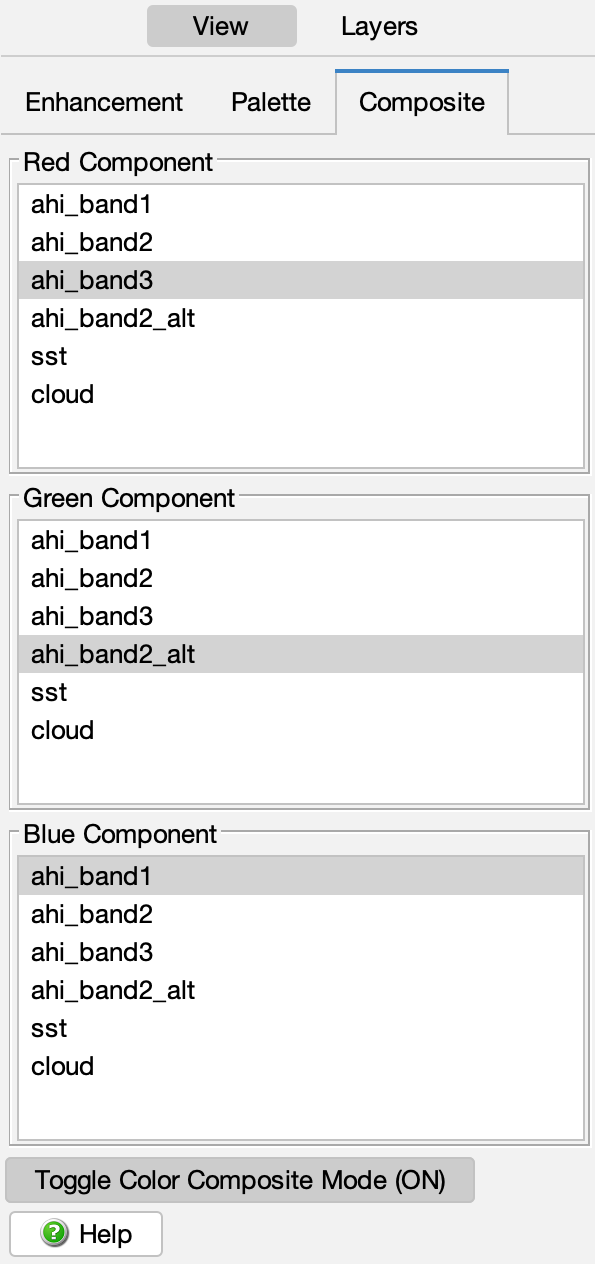 View Layers
Enhancement Palette Composite
Red Component
ahi_band1
ahi_band2
ahi_band3
ahi_band2_alt
sst
cloud
Green Component
ahi_band1
ahi_band2
ahi_band3
ahi_band2_alt
sst
cloud
Blue Component
ahi_band1
ahi_band2
ahi_band3
ahi_band2_alt
sst
cloud
Toggle Color Composite Mode (ON)
? Help